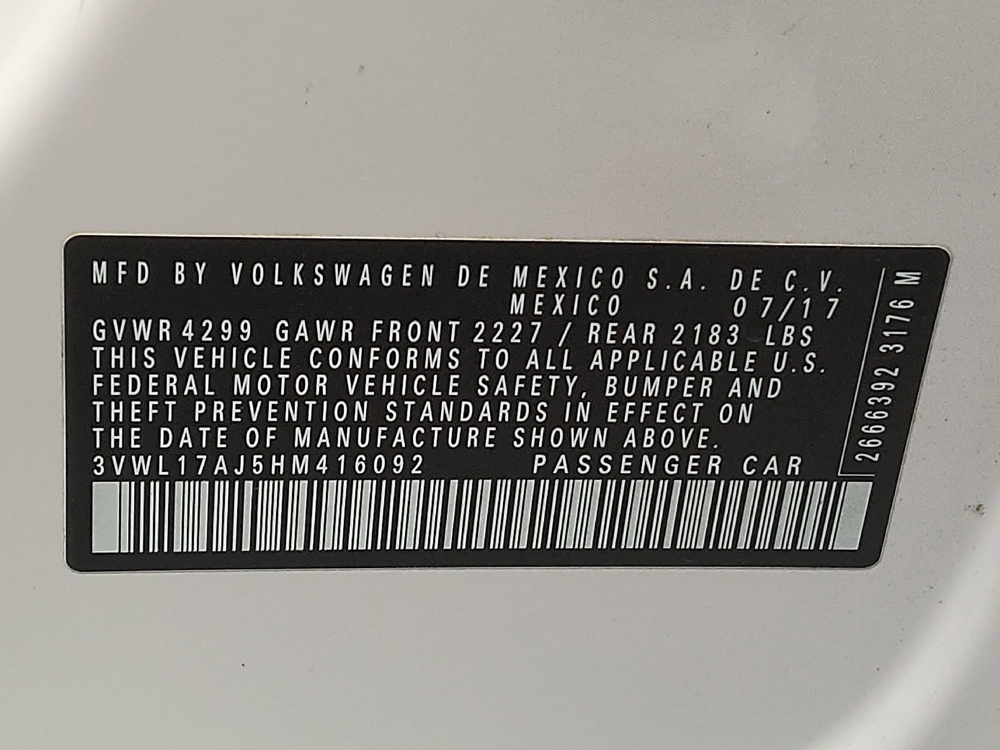 MFD BY VOLKSWAGEN DE MEXICO S.A. DE C.V.
MEXICO 07/17
GVWR 4299 GAWR FRONT 2227 / REAR 2183 LBS
THIS VEHICLE CONFORMS TO ALL APPLICABLE U.S.
FEDERAL MOTOR VEHICLE SAFETY, BUMPER AND
THEFT PREVENTION STANDARDS IN EFFECT ON
THE DATE OF MANUFACTURE SHOWN ABOVE.
3VWL17AJ5HM416092 PASSENGER CAR
2666392 3176 M